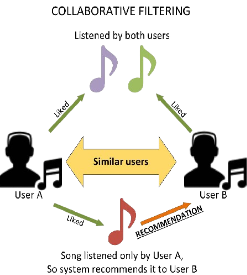 COLLABORATIVE FILTERING
Listened by both users
Liked
Liked
Similar users
User A
User B
Liked
RECOMMENDATION
Song listened only by User A,
So system recommends it to User B